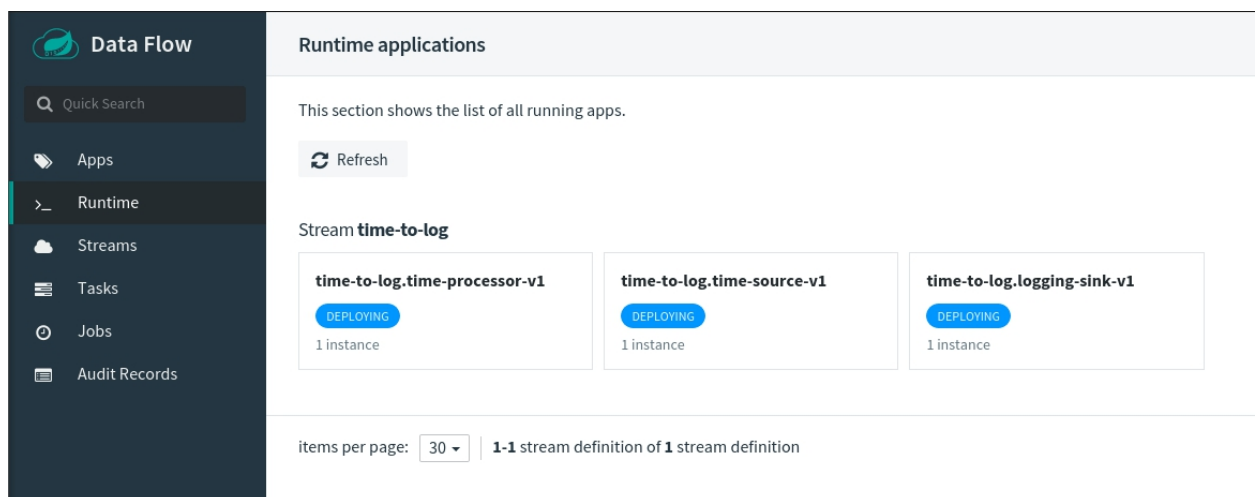 Data Flow
Quick Search
Apps
Runtime
Streams
Tasks
Jobs
Audit Records
Runtime applications
This section shows the list of all running apps.
Refresh
Stream time-to-log
time-to-log.time-processor-v1
DEPLOYING
1 instance
time-to-log.time-source-v1
DEPLOYING
1 instance
time-to-log.logging-sink-v1
DEPLOYING
1 instance
items per page: 30 1-1 stream definition of 1 stream definition